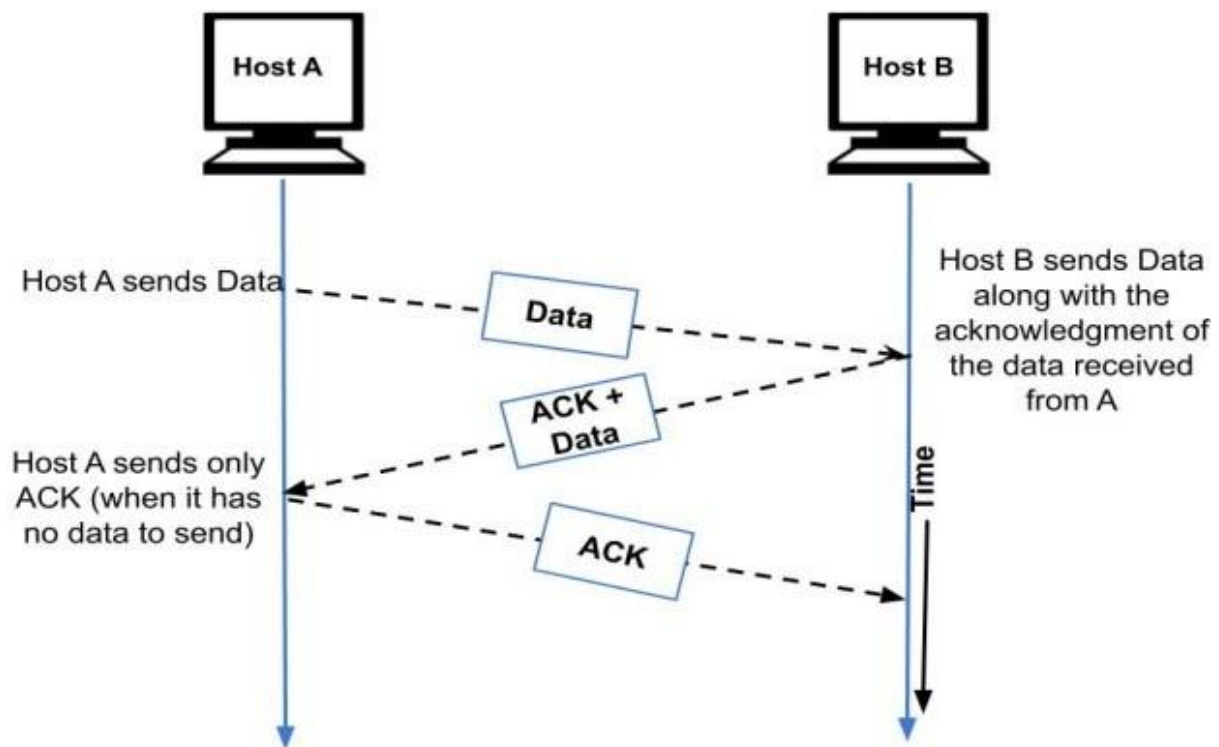 Host A
Host B
Host A sends Data
Data
Host B sends Data
along with the
acknowledgment of
the data received
from A
ACK +
Data
Host A sends only
ACK (when it has
no data to send)
Time
ACK